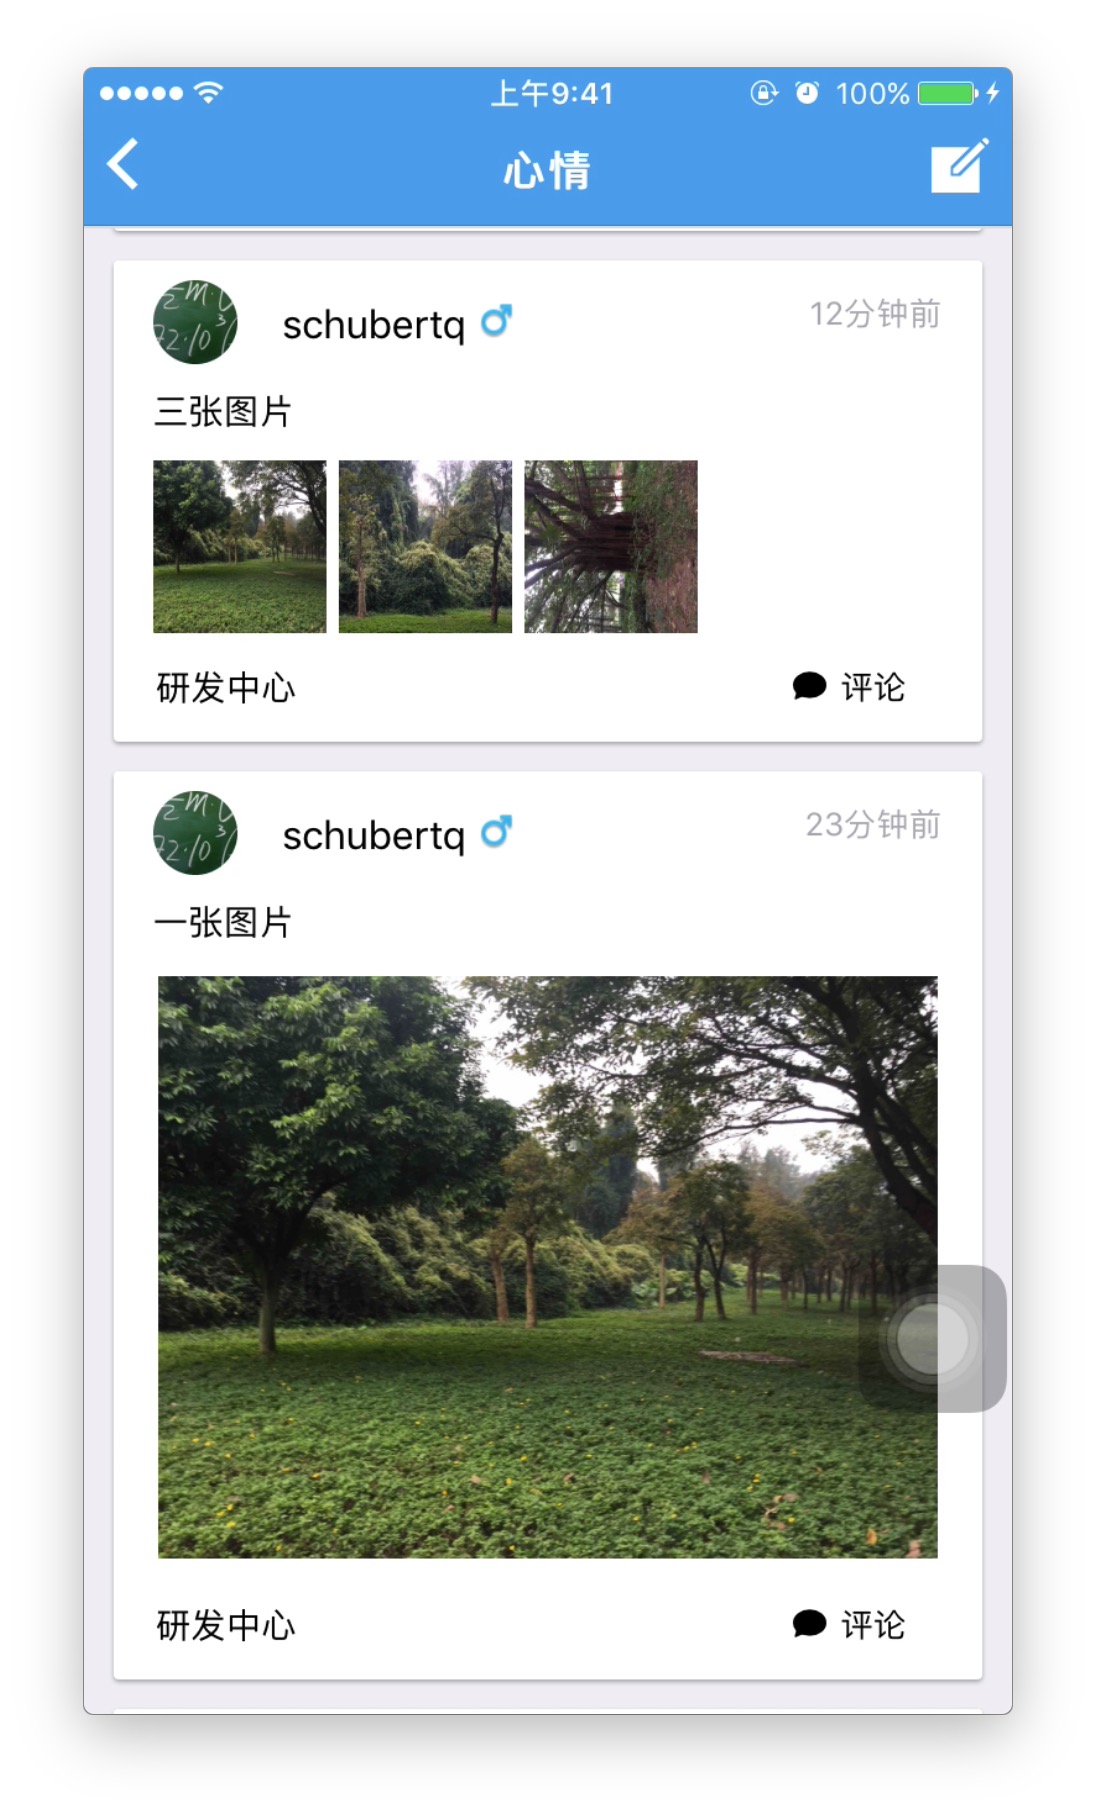 上午9:41
100%
心情
schubertq
12分钟前
三张图片
研发中心
评论
schubertq
23分钟前
一张图片
研发中心
评论